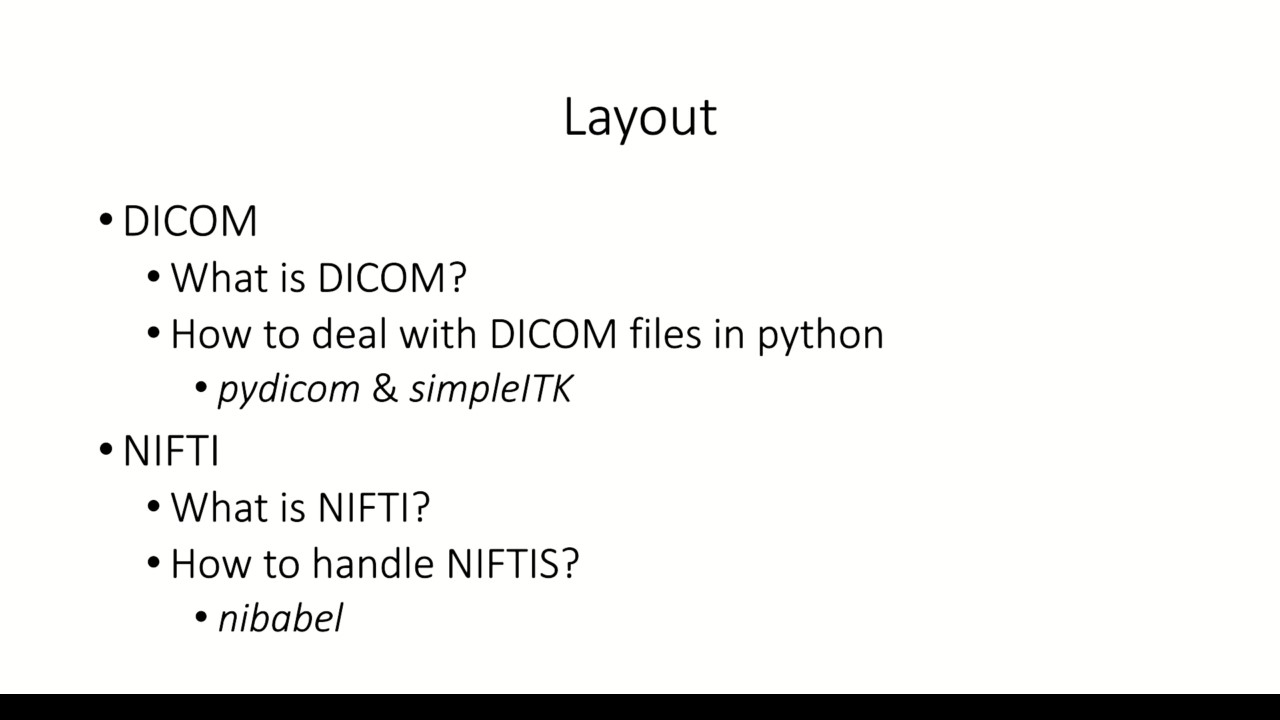 Layout
• DICOM
• What is DICOM?
• How to deal with DICOM files in python
• pydicom & simpleITK
• NIFTI
• What is NIFTI?
• How to handle NIFTIS?
• nibabel